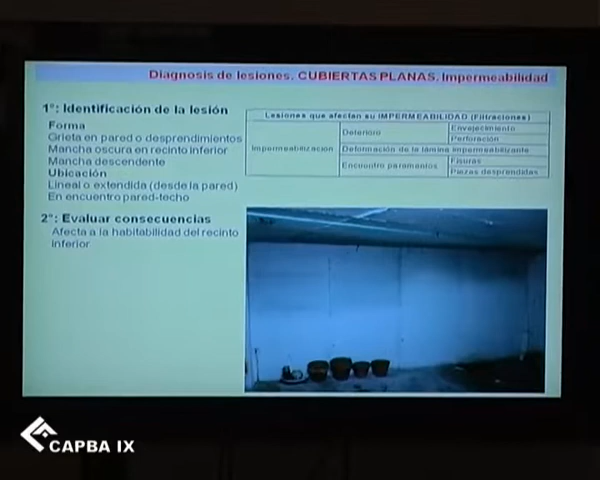 Diagnosis de lesiones. CUBIERTAS PLANAS. Impermeabilidad
1º: Identificación de la lesión
Forma
Grieta en pared o desprendimientos
Mancha oscura en recinto inferior
Mancha descendente
Ubicación
Lineal o extendida (desde la pared)
En encuentro pared-techo
2º: Evaluar consecuencias
Afecta a la habitabilidad del recinto
inferior
Lesiones que afectan su IMPERMEABILIDAD (Filtraciones)
Impermeabilización
Deterioro
Envejecimiento
Perforación
Deformación de la lámina impermeabilizante
Encuentro paramentos
Fisuras
Piezas desprendidas
CAPBA IX